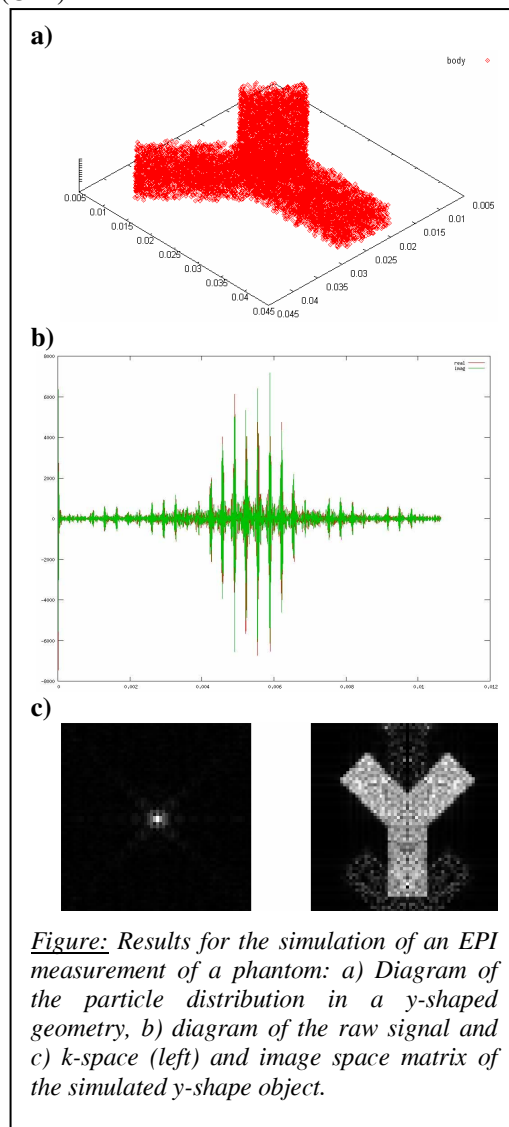 a)
body
0.005
0.01
0.015
0.02
0.025
0.03
0.035
0.04
0.045
0.005
0.01
0.015
0.02
0.025
0.03
0.035
0.04
0.045
b)
8000
6000
4000
2000
0
-2000
-4000
-6000
-8000
real
imag
0
0.002
0.004
0.006
0.008
0.01
0.012
c)
Figure: Results for the simulation of an EPI
measurement of a phantom: a) Diagram of
the particle distribution in a y-shaped
geometry, b) diagram of the raw signal and
c) k-space (left) and image space matrix of
the simulated y-shape object.